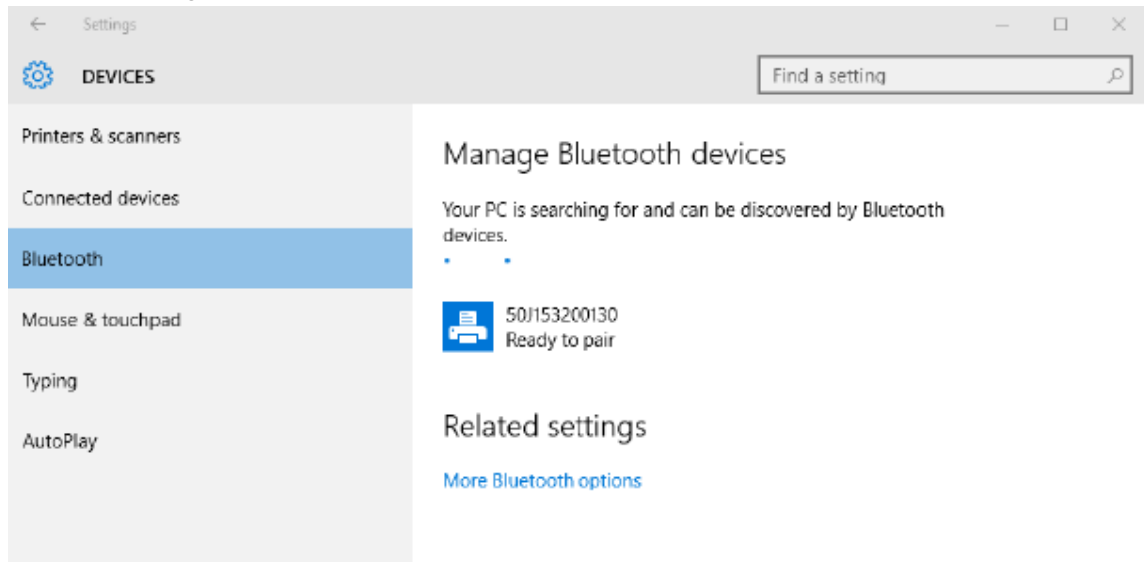 Settings
DEVICES
Find a setting
Printers & scanners
Connected devices
Bluetooth
Mouse & touchpad
Typing
AutoPlay
Manage Bluetooth devices
Your PC is searching for and can be discovered by Bluetooth
devices.
50J153200130
Ready to pair
Related settings
More Bluetooth options